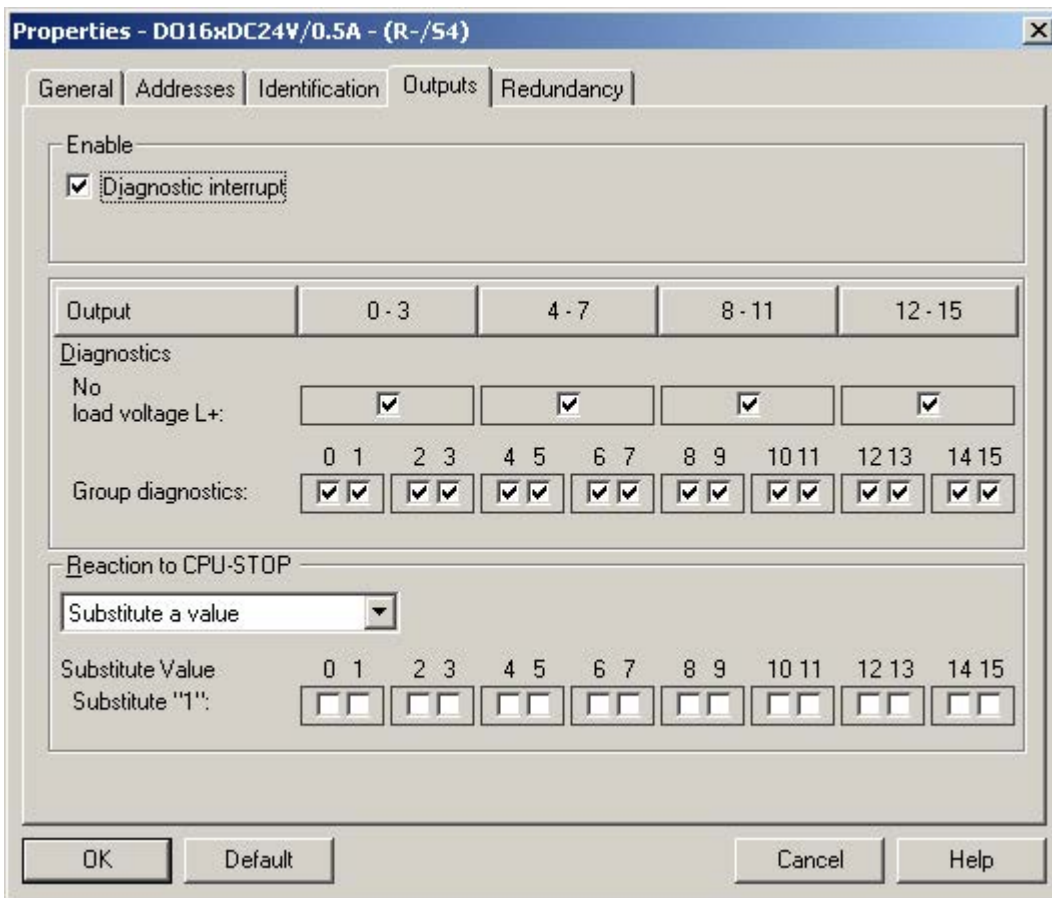 Properties - DO16xDC24V/0.5A - (R-/S4)
General Addresses Identification Outputs Redundancy
Enable
Diagnostic interrupt
Output 0 - 3 4 - 7 8 - 11 12 - 15
Diagnostics
No
load voltage L+:
0 1 2 3 4 5 6 7 8 9 10 11 12 13 14 15
Group diagnostics:
Reaction to CPU-STOP
Substitute a value
Substitute Value 0 1 2 3 4 5 6 7 8 9 10 11 12 13 14 15
Substitute "1":
OK Default Cancel Help